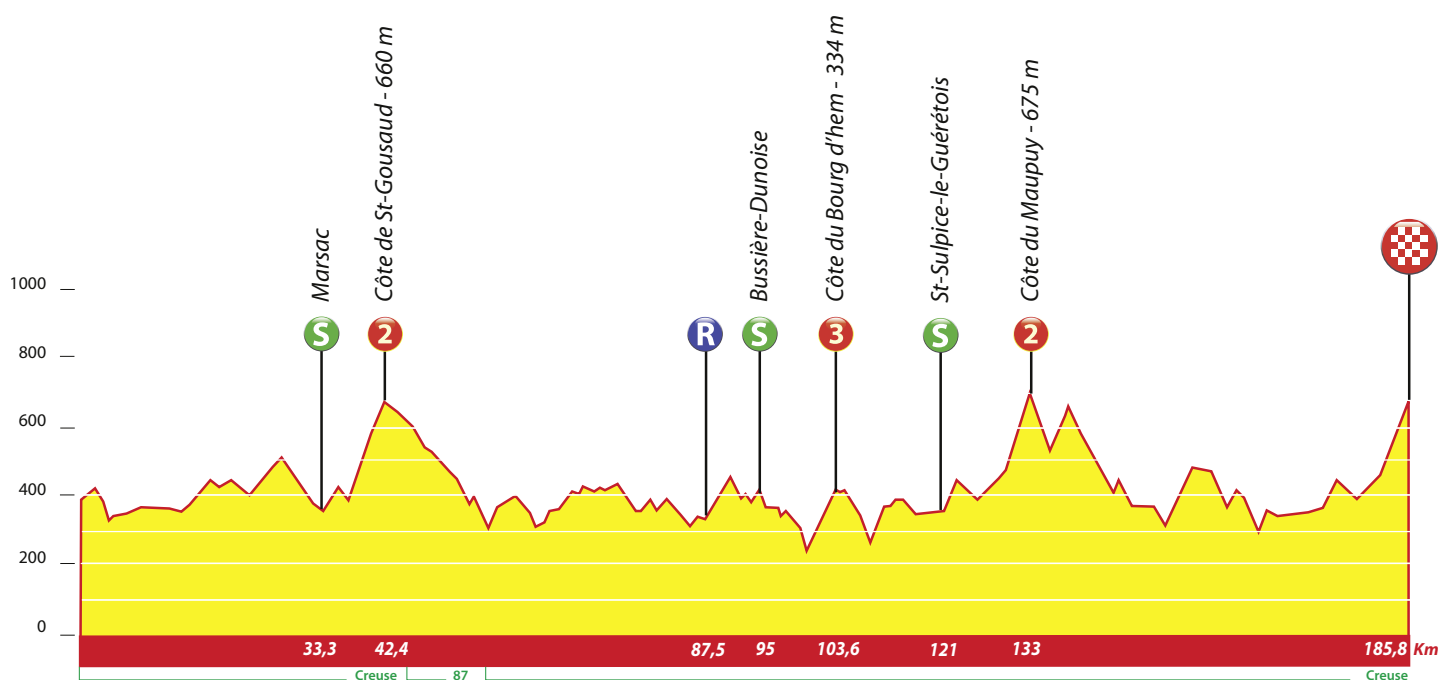 Marsac
Côte de St-Gousaud - 660 m
Bussière-Dunoise
Côte du Bourg d'hem - 334 m
St-Sulpice-le-Guérétois
Côte du Maupuy - 675 m
S
2
R
S
3
S
2
1000
800
600
400
200
0
33,3
42,4
87,5
95
103,6
121
133
185,8 Km
Creuse
87
Creuse